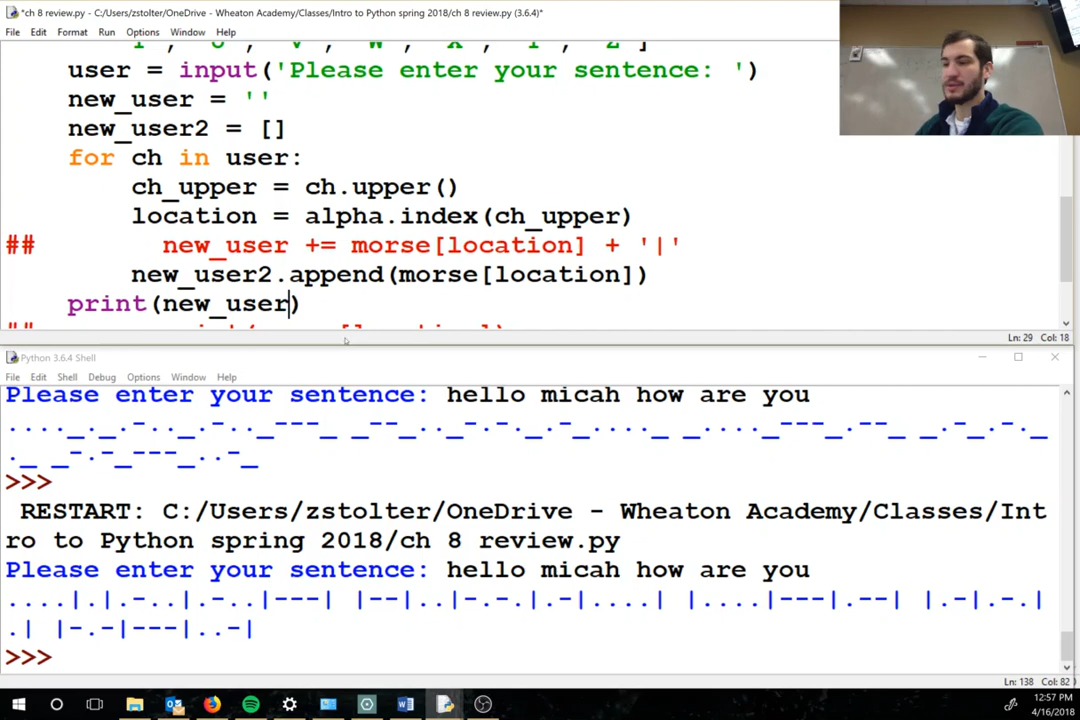 *ch 8 review.py - C:/Users/zstolter/OneDrive - Wheaton Academy/Classes/Intro to Python spring 2018/ch 8 review.py (3.6.4)*
File Edit Format Run Options Window Help
user = input('Please enter your sentence: ')
new_user = ''
new_user2 = []
for ch in user:
ch_upper = ch.upper()
location = alpha.index(ch_upper)
## new_user += morse[location] + '|'
new_user2.append(morse[location])
print(new_user)
Ln: 29 Col: 18
Python 3.6.4 Shell
File Edit Shell Debug Options Window Help
Please enter your sentence: hello micah how are you
...._._.-.._.-.._---_ _--_.._-.-._.-_...._ _...._---_.--_ _.-_.-._
._ _-.-_---_..-_
>>>
RESTART: C:/Users/zstolter/OneDrive - Wheaton Academy/Classes/Int
ro to Python spring 2018/ch 8 review.py
Please enter your sentence: hello micah how are you
....|.|.-..|.-..|---| |--|..|-.-.|.-|....| |....|---|.--| |.-|.-.|
.| |-.-|---|..-|
>>>
Ln: 138 Col: 82
12:57 PM
4/16/2018